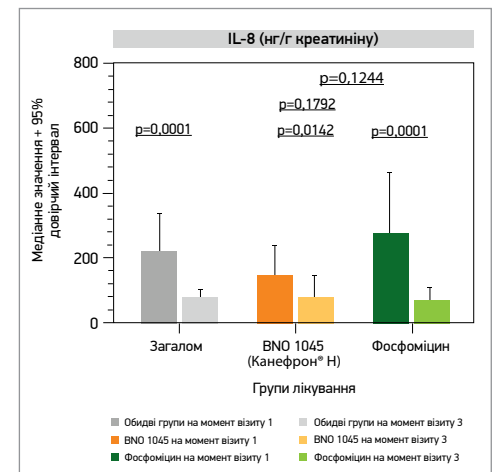 IL-8 (нг/г креатиніну)
Медіанне значення + 95%
довірчий інтервал
800
600
400
200
0
p=0,1244
p=0,1792
p=0,0001
p=0,0142
p=0,0001
Загалом
BNO 1045
(Канефрон® Н)
Фосфоміцин
Групи лікування
Обидві групи на момент візиту 1
Обидві групи на момент візиту 3
BNO 1045 на момент візиту 1
BNO 1045 на момент візиту 3
Фосфоміцин на момент візиту 1
Фосфоміцин на момент візиту 3